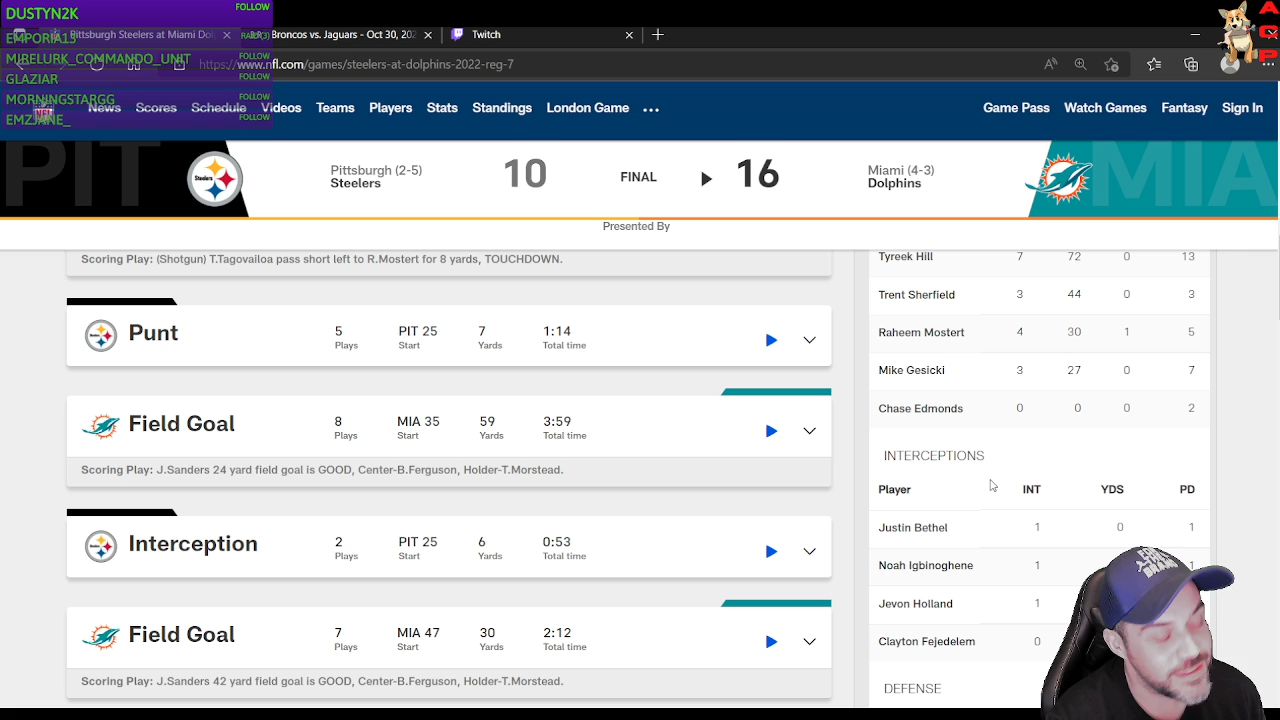 DUSTYN2K FOLLOW
EMPORIA13 RAID(3)
MIRELURK_COMMANDO_UNIT FOLLOW
GLAZIAR FOLLOW
MORNINGSTARGG FOLLOW
EMZJANE_ FOLLOW
Pittsburgh Steelers at Miami Dol
Broncos vs. Jaguars - Oct 30, 202
Twitch
https://www.nfl.com/games/steelers-at-dolphins-2022-reg-7
ACP
NFL News Scores Schedule Videos Teams Players Stats Standings London Game ... Game Pass Watch Games Fantasy Sign In
PIT Steelers Pittsburgh (2-5) 10 FINAL 16 Miami (4-3) MIA
Steelers Dolphins
Presented By
Scoring Play: (Shotgun) T.Tagovailoa pass short left to R.Mostert for 8 yards, TOUCHDOWN.
Punt 5 PIT 25 7 1:14
Plays Start Yards Total time
Field Goal 8 MIA 35 59 3:59
Plays Start Yards Total time
Scoring Play: J.Sanders 24 yard field goal is GOOD, Center-B.Ferguson, Holder-T.Morstead.
Interception 2 PIT 25 6 0:53
Plays Start Yards Total time
Field Goal 7 MIA 47 30 2:12
Plays Start Yards Total time
Scoring Play: J.Sanders 42 yard field goal is GOOD, Center-B.Ferguson, Holder-T.Morstead.
Tyreek Hill 7 72 0 13
Trent Sherfield 3 44 0 3
Raheem Mostert 4 30 1 5
Mike Gesicki 3 27 0 7
Chase Edmonds 0 0 0 2
INTERCEPTIONS
Player INT YDS PD
Justin Bethel 1 0 1
Noah Igbinoghene 1 1
Jevon Holland 1
Clayton Fejedelem 0
DEFENSE